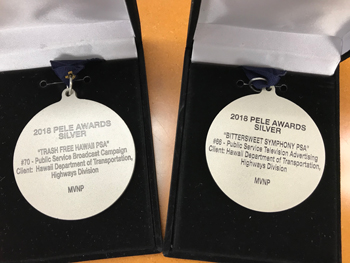 2018 PELE AWARDS
SILVER
"TRASH FREE HAWAII PSA"
#70 - Public Service Broadcast Campaign
Client: Hawaii Department of Transportation,
Highways Division
MVNP
2018 PELE AWARDS
SILVER
"BITTERSWEET SYMPHONY PSA"
#66 - Public Service Television Advertising
Client: Hawaii Department of Transportation,
Highways Division
MVNP